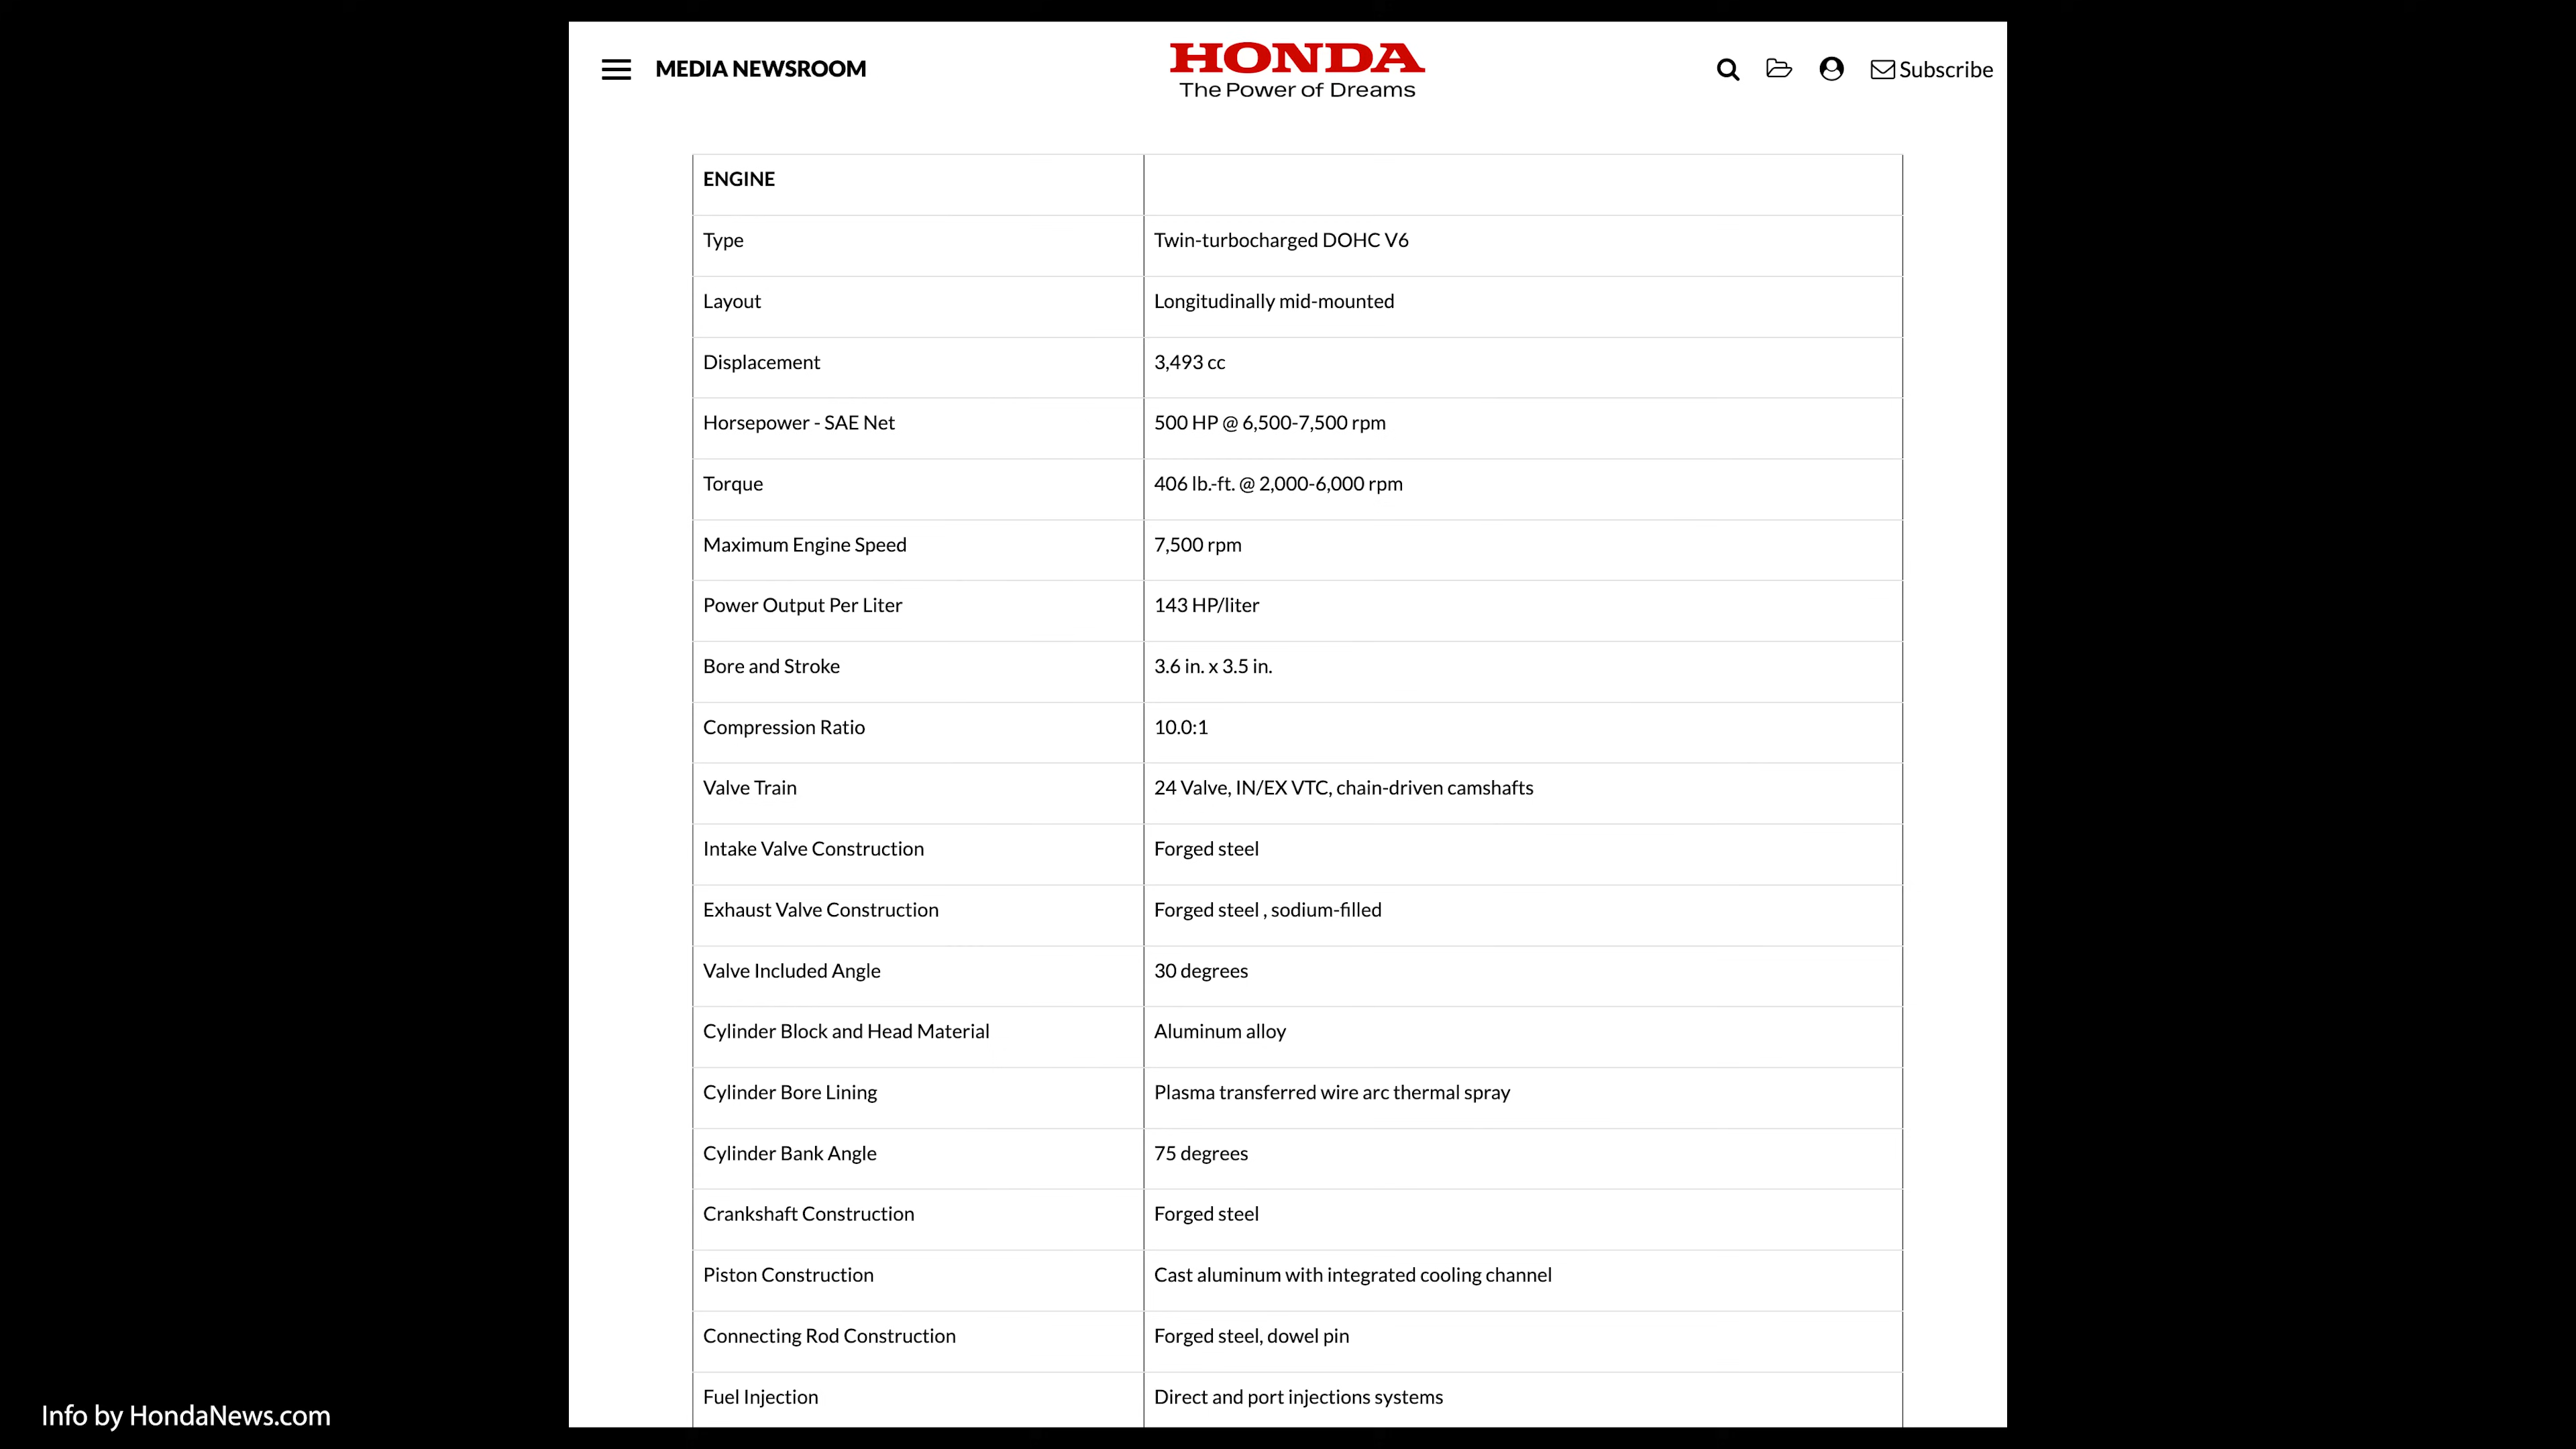 MEDIA NEWSROOM
HONDA
The Power of Dreams
Subscribe
ENGINE
Type Twin-turbocharged DOHC V6
Layout Longitudinally mid-mounted
Displacement 3,493 cc
Horsepower - SAE Net 500 HP @ 6,500-7,500 rpm
Torque 406 lb.-ft. @ 2,000-6,000 rpm
Maximum Engine Speed 7,500 rpm
Power Output Per Liter 143 HP/liter
Bore and Stroke 3.6 in. x 3.5 in.
Compression Ratio 10.0:1
Valve Train 24 Valve, IN/EX VTC, chain-driven camshafts
Intake Valve Construction Forged steel
Exhaust Valve Construction Forged steel , sodium-filled
Valve Included Angle 30 degrees
Cylinder Block and Head Material Aluminum alloy
Cylinder Bore Lining Plasma transferred wire arc thermal spray
Cylinder Bank Angle 75 degrees
Crankshaft Construction Forged steel
Piston Construction Cast aluminum with integrated cooling channel
Connecting Rod Construction Forged steel, dowel pin
Fuel Injection Direct and port injections systems
Info by HondaNews.com